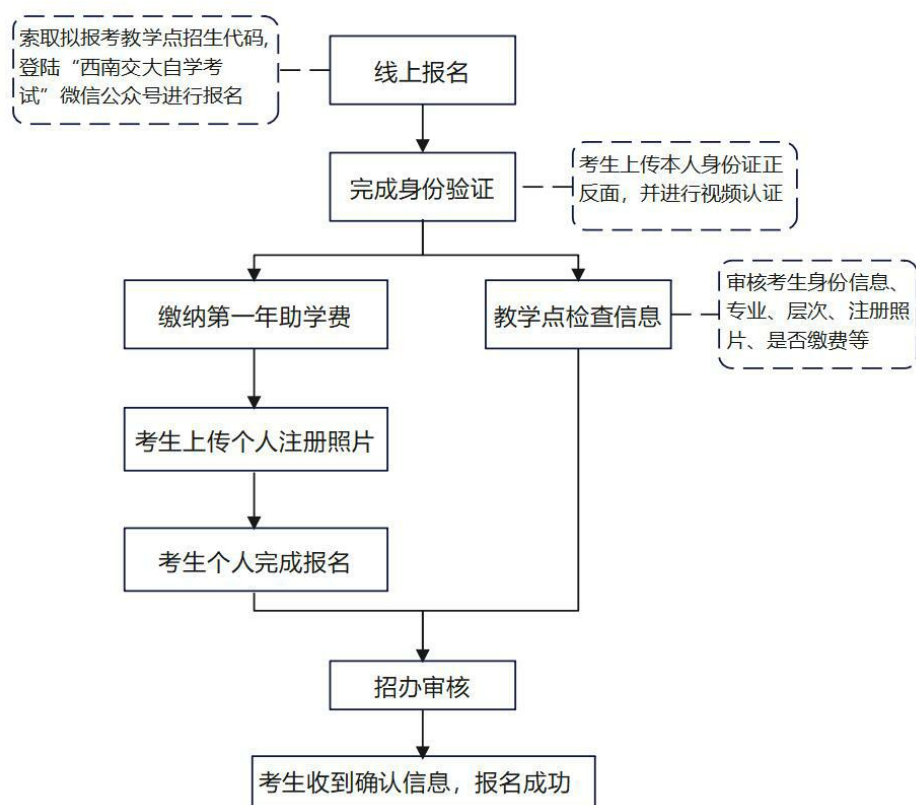 索取拟报考教学点招生代码,
登陆“西南交大自学考
试”微信公众号进行报名
线上报名
完成身份验证
考生上传本人身份证正
反面，并进行视频认证
缴纳第一年助学费
教学点检查信息
审核考生身份信息、
专业、层次、注册照
片、是否缴费等
考生上传个人注册照片
考生个人完成报名
招办审核
考生收到确认信息，报名成功